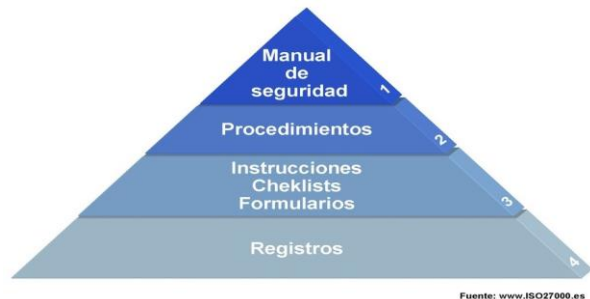 Manual
de
seguridad
1
Procedimientos
2
Instrucciones
Cheklists
Formularios
3
Registros
4
Fuente: www.ISO27000.es